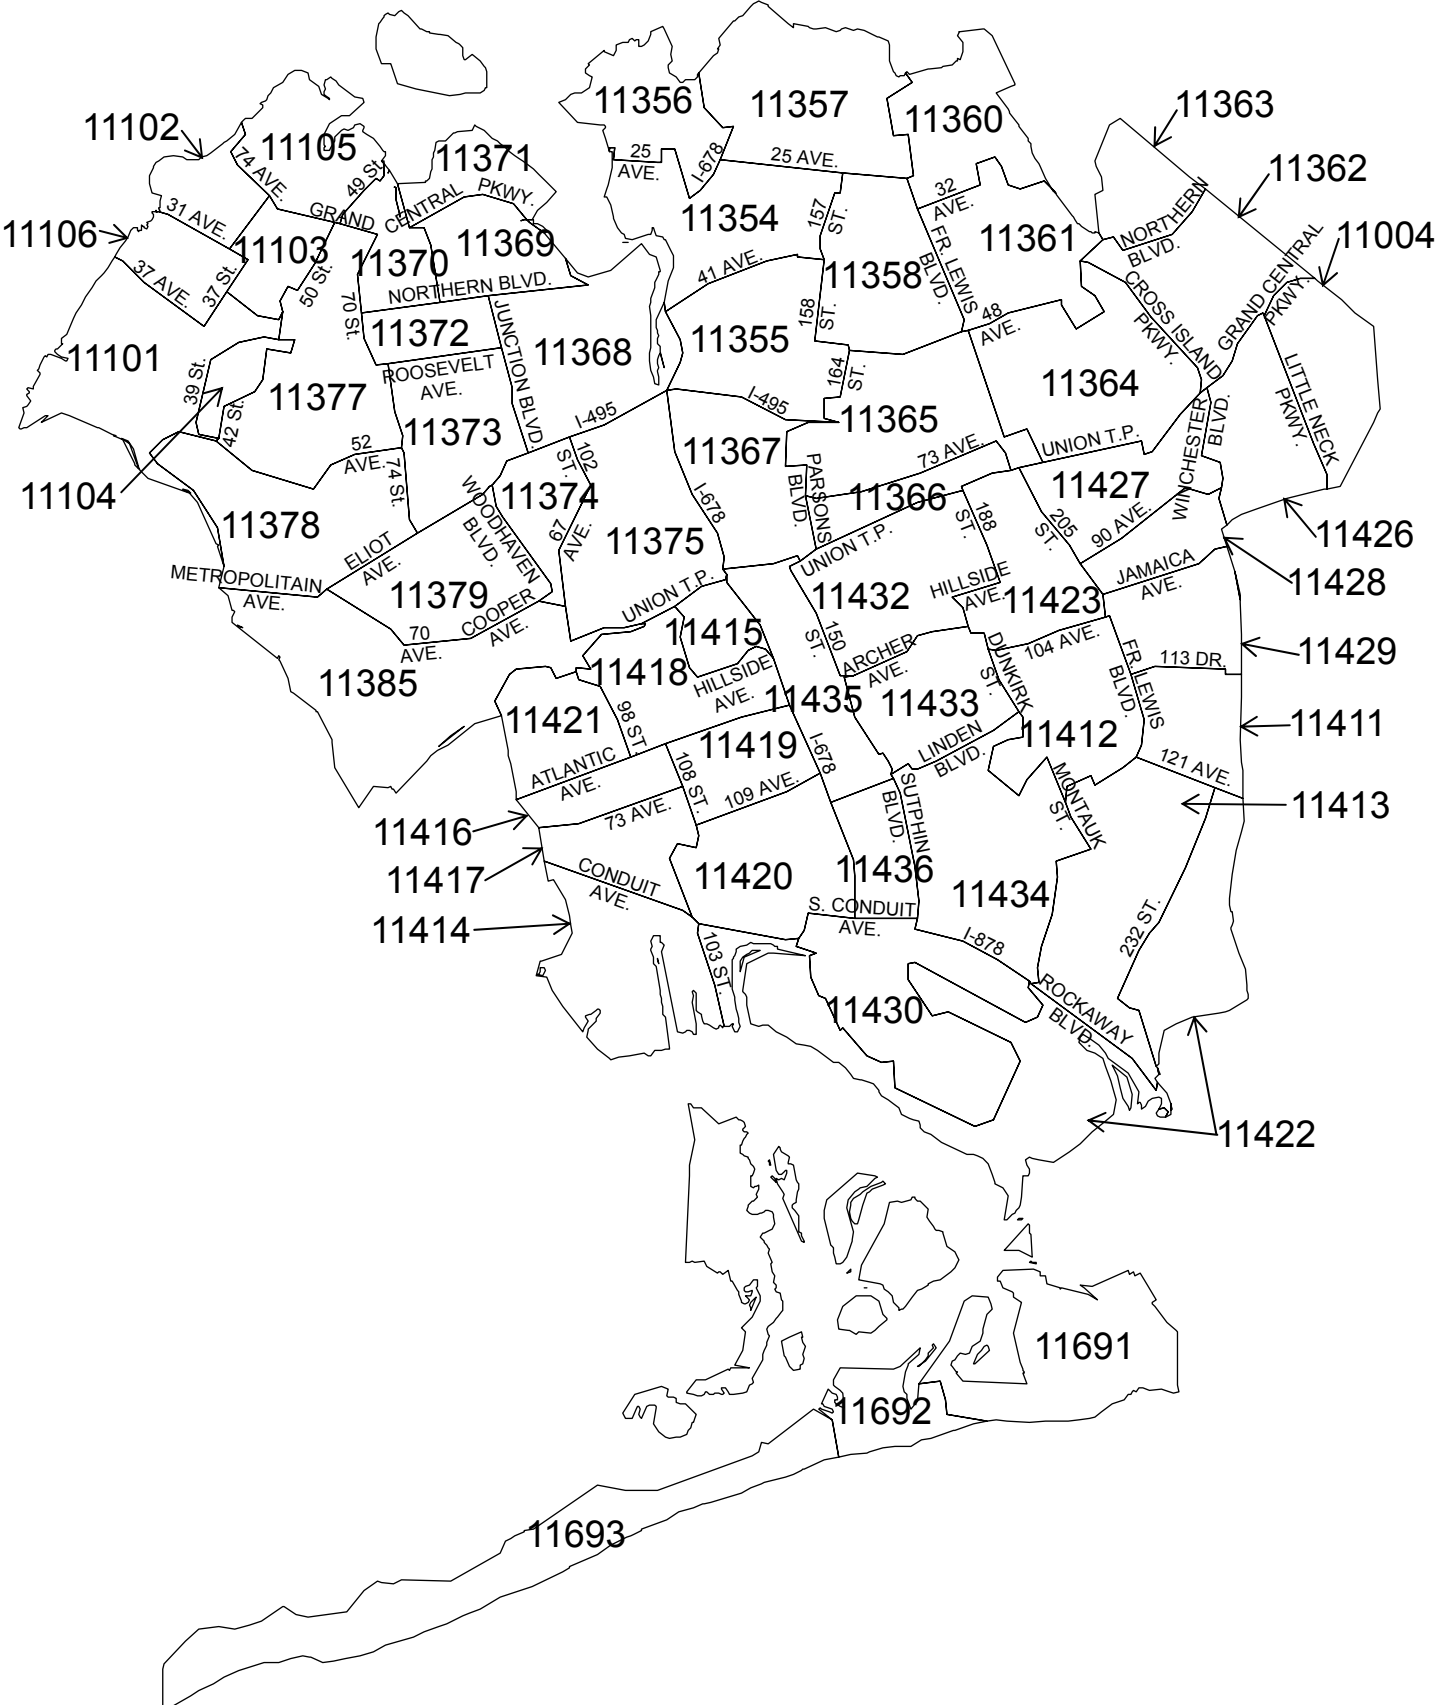 11356
11357
11102
11363
11105
11360
74 AVE.
49 St.
11371
25
AVE.
I-678
25 AVE.
11362
CENTRAL PKWY.
32
AVE.
NORTHERN
BLVD.
31 AVE.
GRAND
11354
157
ST.
11106
11103
11370
11369
11361
11004
37 AVE.
37 St.
50 St.
NORTHERN BLVD.
41 AVE.
11358
FR. LEWIS
BLVD.
CROSS ISLAND
PKWY.
GRAND CENTRAL
PKWY.
70 St.
11372
JUNCTION BLVD.
158
ST.
48
AVE.
11101
11368
11355
39 St.
ROOSEVELT
AVE.
164
ST.
11364
LITTLE NECK
PKWY.
11377
42 St.
I-495
I-495
11365
WINCHESTER
BLVD.
52
AVE.
11373
102
ST.
11367
73 AVE.
UNION T.P.
11104
74 St.
WOODHAVEN
BLVD.
11374
PARSONS
BLVD.
11366
11427
11378
I-678
188
ST.
205
ST.
90 AVE.
67
AVE.
11375
UNION T.P.
11426
ELIOT
AVE.
METROPOLITAIN
AVE.
11379
UNION T.P.
11432
HILLSIDE
AVE.
11423
JAMAICA
AVE.
11428
70
AVE.
COOPER
AVE.
11415
150
ST.
ARCHER
AVE.
DUNKIRK
ST.
104 AVE.
113 DR.
11429
11385
11418
HILLSIDE
AVE.
11435
11433
FR. LEWIS
BLVD.
11421
98 ST.
11419
I-678
LINDEN
BLVD.
11412
11411
ATLANTIC
AVE.
108 ST.
109 AVE.
SUTPHIN
BLVD.
MONTAUK
ST.
121 AVE.
11416
73 AVE.
11413
11417
CONDUIT
AVE.
11420
11436
11434
11414
S. CONDUIT
AVE.
232 ST.
103 ST.
I-878
11430
ROCKAWAY
BLVD.
11422
11691
11692
11693